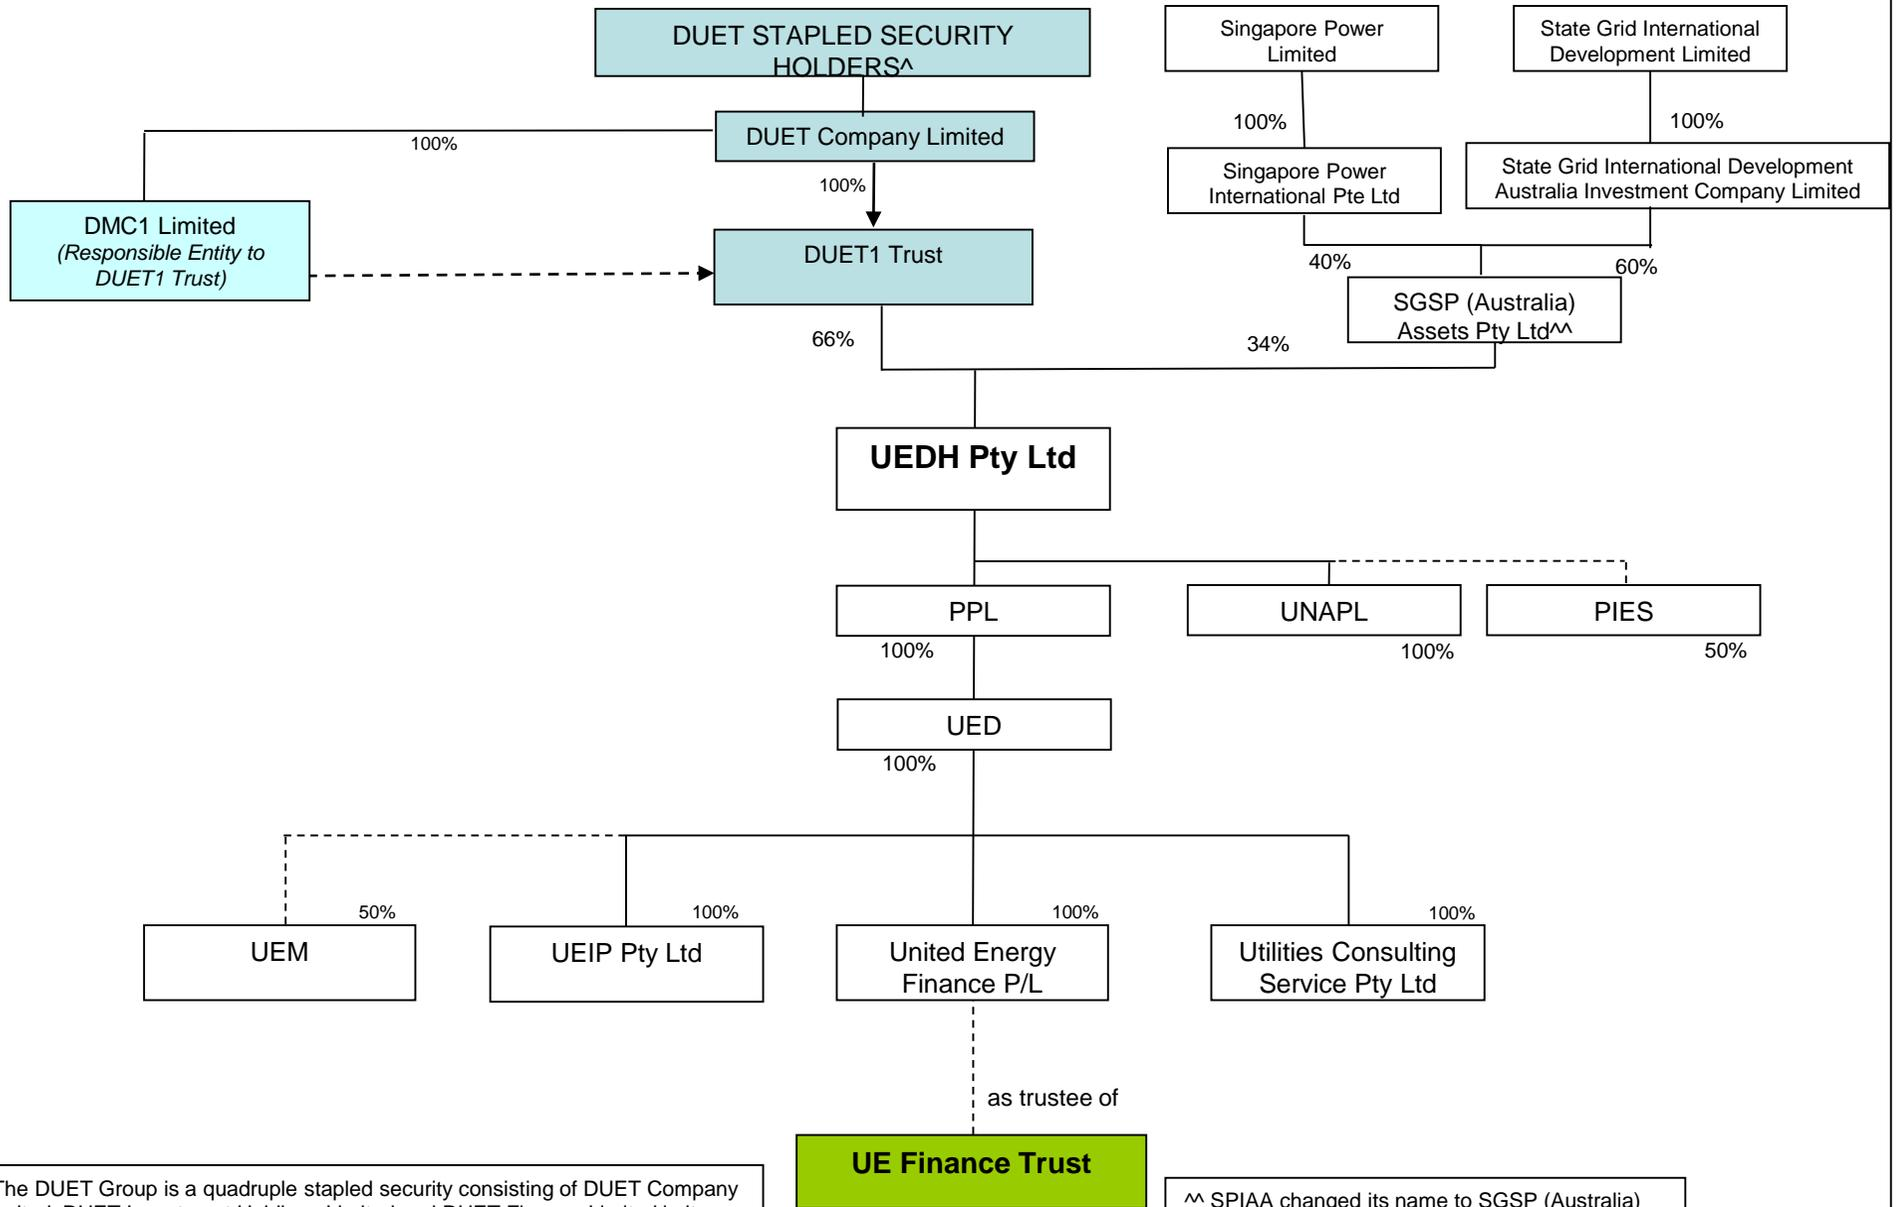 DUET STAPLED SECURITY
HOLDERS^
Singapore Power
Limited
State Grid International
Development Limited
100%
100%
DUET Company Limited
100%
100%
Singapore Power
International Pte Ltd
State Grid International Development
Australia Investment Company Limited
DMC1 Limited
(Responsible Entity to
DUET1 Trust)
DUET1 Trust
40%
60%
SGSP (Australia)
Assets Pty Ltd^^
66%
34%
UEDH Pty Ltd
PPL
UNAPL
PIES
100%
100%
50%
UED
100%
50%
100%
100%
100%
UEM
UEIP Pty Ltd
United Energy
Finance P/L
Utilities Consulting
Service Pty Ltd
as trustee of
UE Finance Trust
The DUET Group is a quadruple stapled security consisting of DUET Company
^^ SPIAA changed its name to SGSP (Australia)